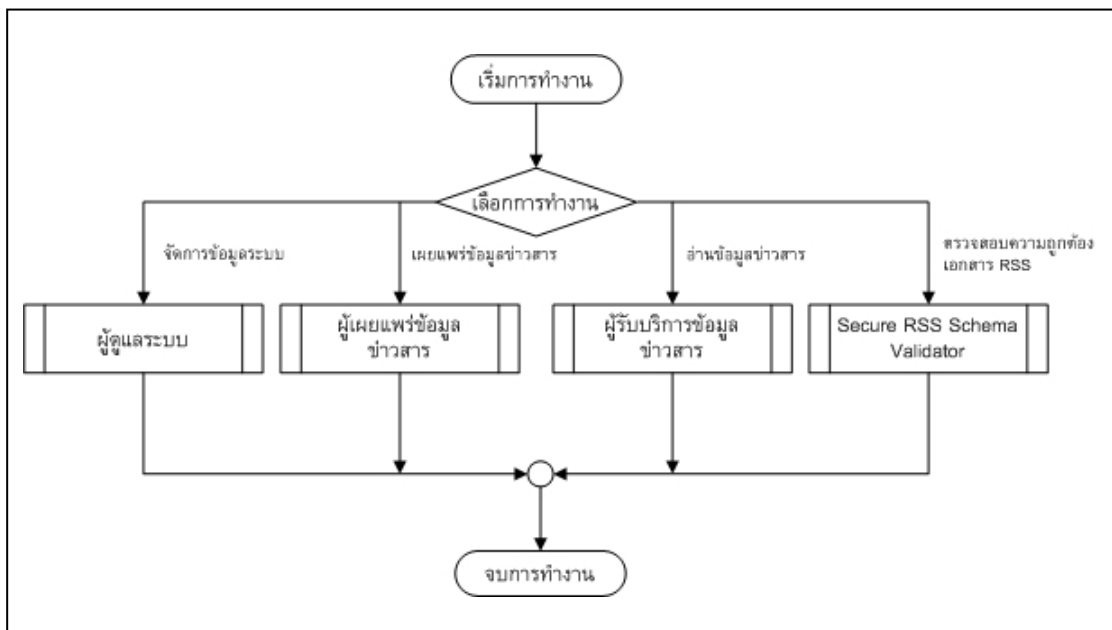 เริ่มการทำงาน
เลือกการทำงาน
จัดการข้อมูลระบบ
เผยแพร่ข้อมูลข่าวสาร
อ่านข้อมูลข่าวสาร
ตรวจสอบความถูกต้อง
เอกสาร RSS
ผู้ดูแลระบบ
ผู้เผยแพร่ข้อมูล
ข่าวสาร
ผู้รับบริการข้อมูล
ข่าวสาร
Secure RSS Schema
Validator
จบการทำงาน